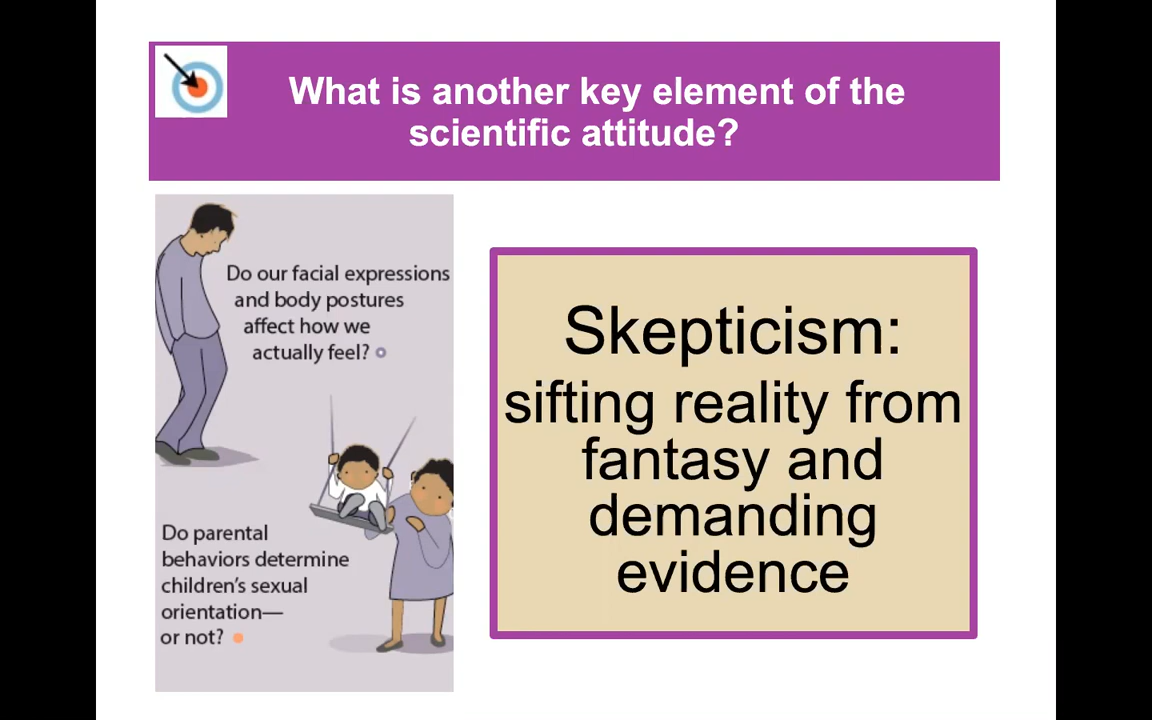 What is another key element of the
scientific attitude?
Do our facial expressions
and body postures
affect how we
actually feel?
Do parental
behaviors determine
children's sexual
orientation—
or not?
Skepticism:
sifting reality from
fantasy and
demanding
evidence